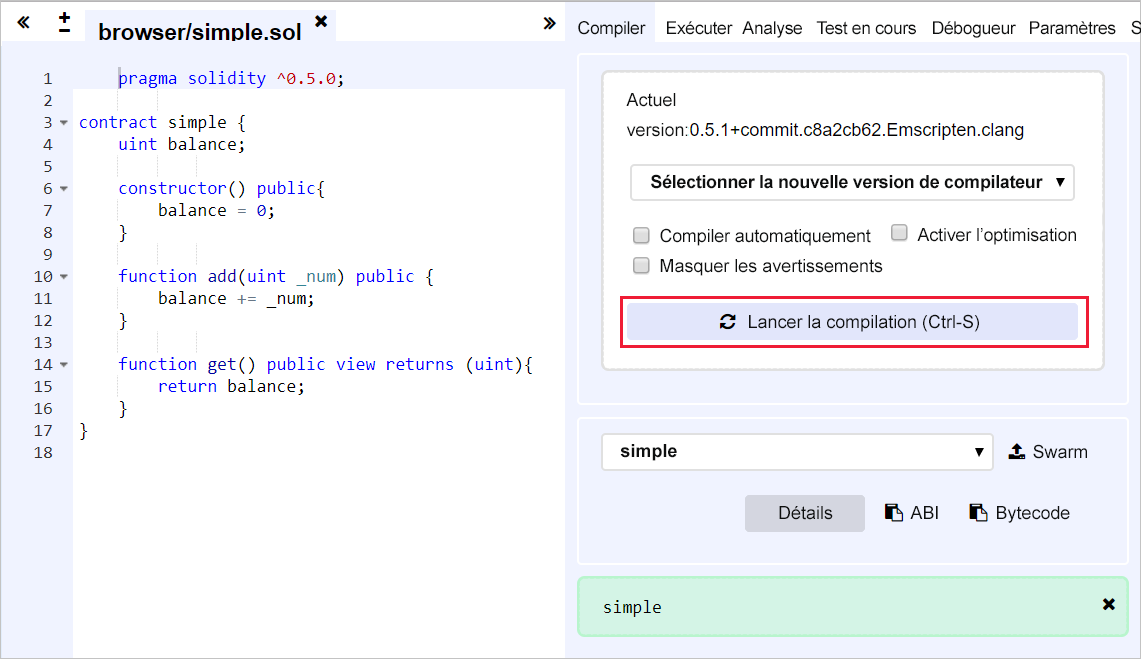 browser/simple.sol
1 pragma solidity ^0.5.0;
2
3 contract simple {
4 uint balance;
5
6 constructor() public{
7 balance = 0;
8 }
9
10 function add(uint _num) public {
11 balance += _num;
12 }
13
14 function get() public view returns (uint){
15 return balance;
16 }
17 }
18
Compiler Exécuter Analyse Test en cours Débogueur Paramètres S
Actuel
version:0.5.1+commit.c8a2cb62.Emscripten.clang
Sélectionner la nouvelle version de compilateur
Compiler automatiquement Activer l’optimisation
Masquer les avertissements
Lancer la compilation (Ctrl-S)
simple Swarm
Détails ABI Bytecode
simple